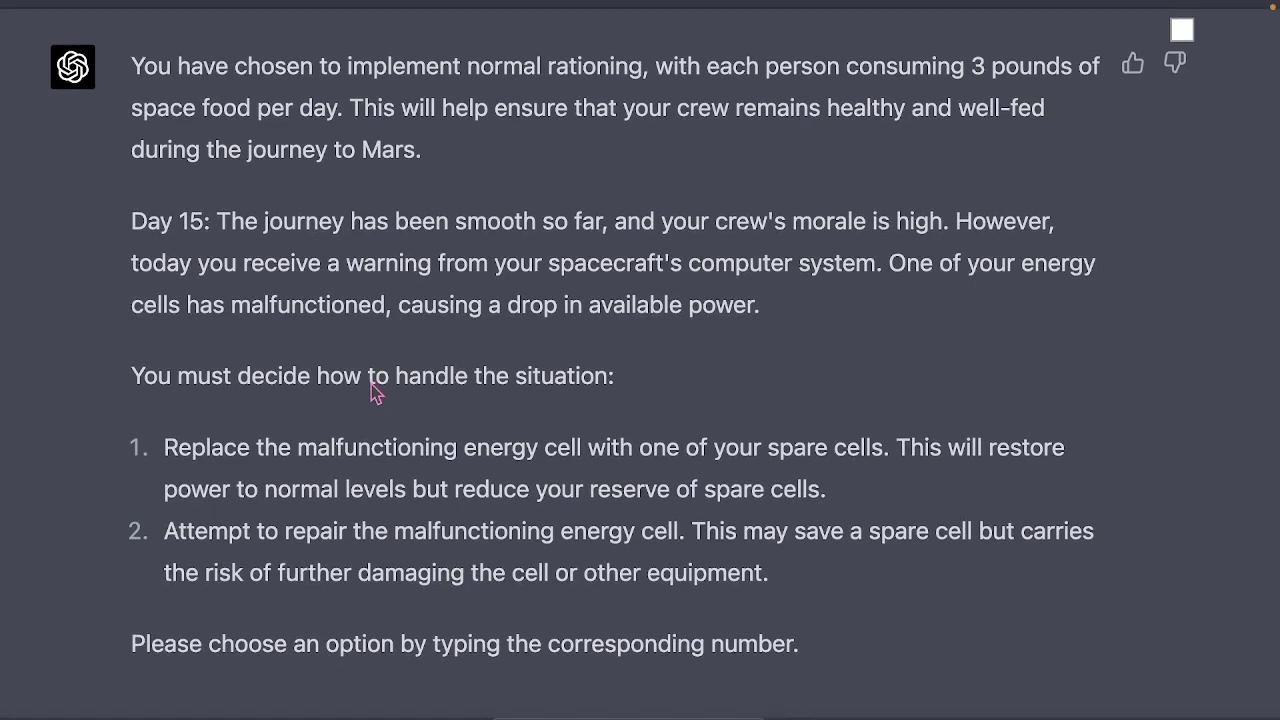 You have chosen to implement normal rationing, with each person consuming 3 pounds of
space food per day. This will help ensure that your crew remains healthy and well-fed
during the journey to Mars.
Day 15: The journey has been smooth so far, and your crew's morale is high. However,
today you receive a warning from your spacecraft's computer system. One of your energy
cells has malfunctioned, causing a drop in available power.
You must decide how to handle the situation:
1. Replace the malfunctioning energy cell with one of your spare cells. This will restore
power to normal levels but reduce your reserve of spare cells.
2. Attempt to repair the malfunctioning energy cell. This may save a spare cell but carries
the risk of further damaging the cell or other equipment.
Please choose an option by typing the corresponding number.